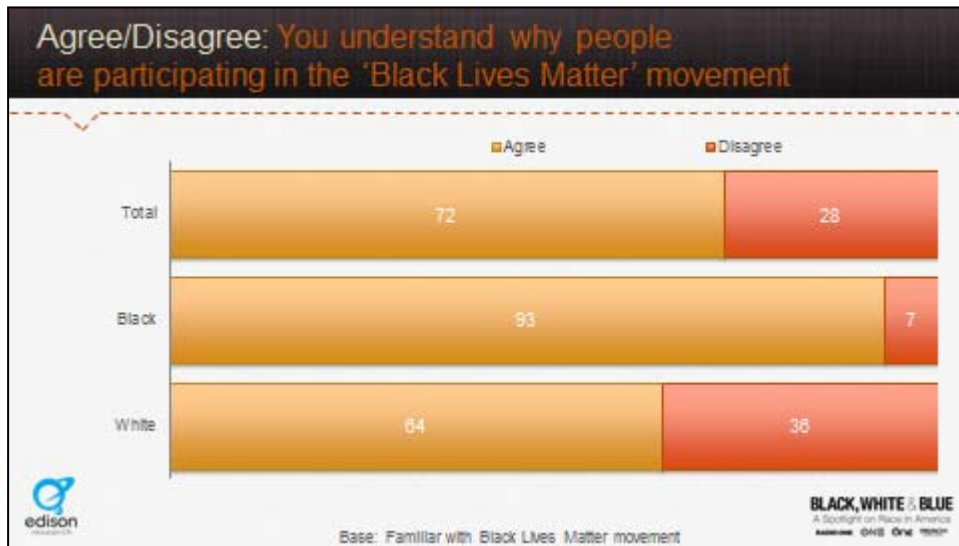 Agree/Disagree: You understand why people
are participating in the 'Black Lives Matter' movement
Agree Disagree
Total 72 28
Black 93 7
White 64 36
edison
Base: Familiar with Black Lives Matter movement
BLACK, WHITE & BLUE
A Spotlight on Race in America
ONE One